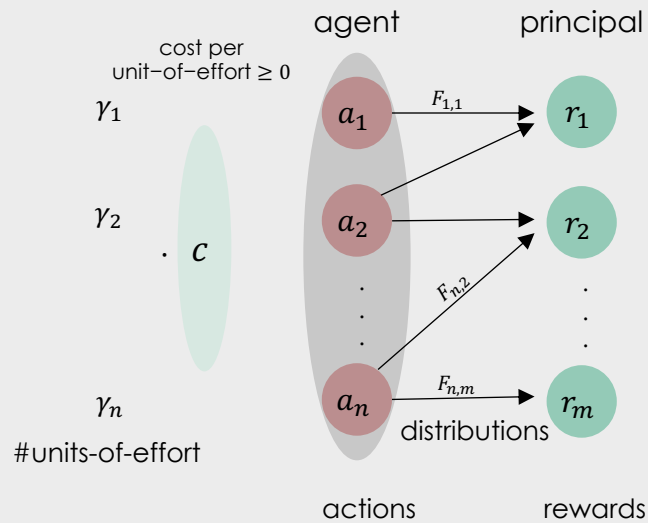 agent
principal
cost per
unit−of−effort ≥ 0
γ₁
a₁
F₁,₁
r₁
γ₂
· c
a₂
r₂
Fₙ,₂
.
.
.
.
.
.
γₙ
aₙ
Fₙ,ₘ
rₘ
distributions
#units-of-effort
actions
rewards